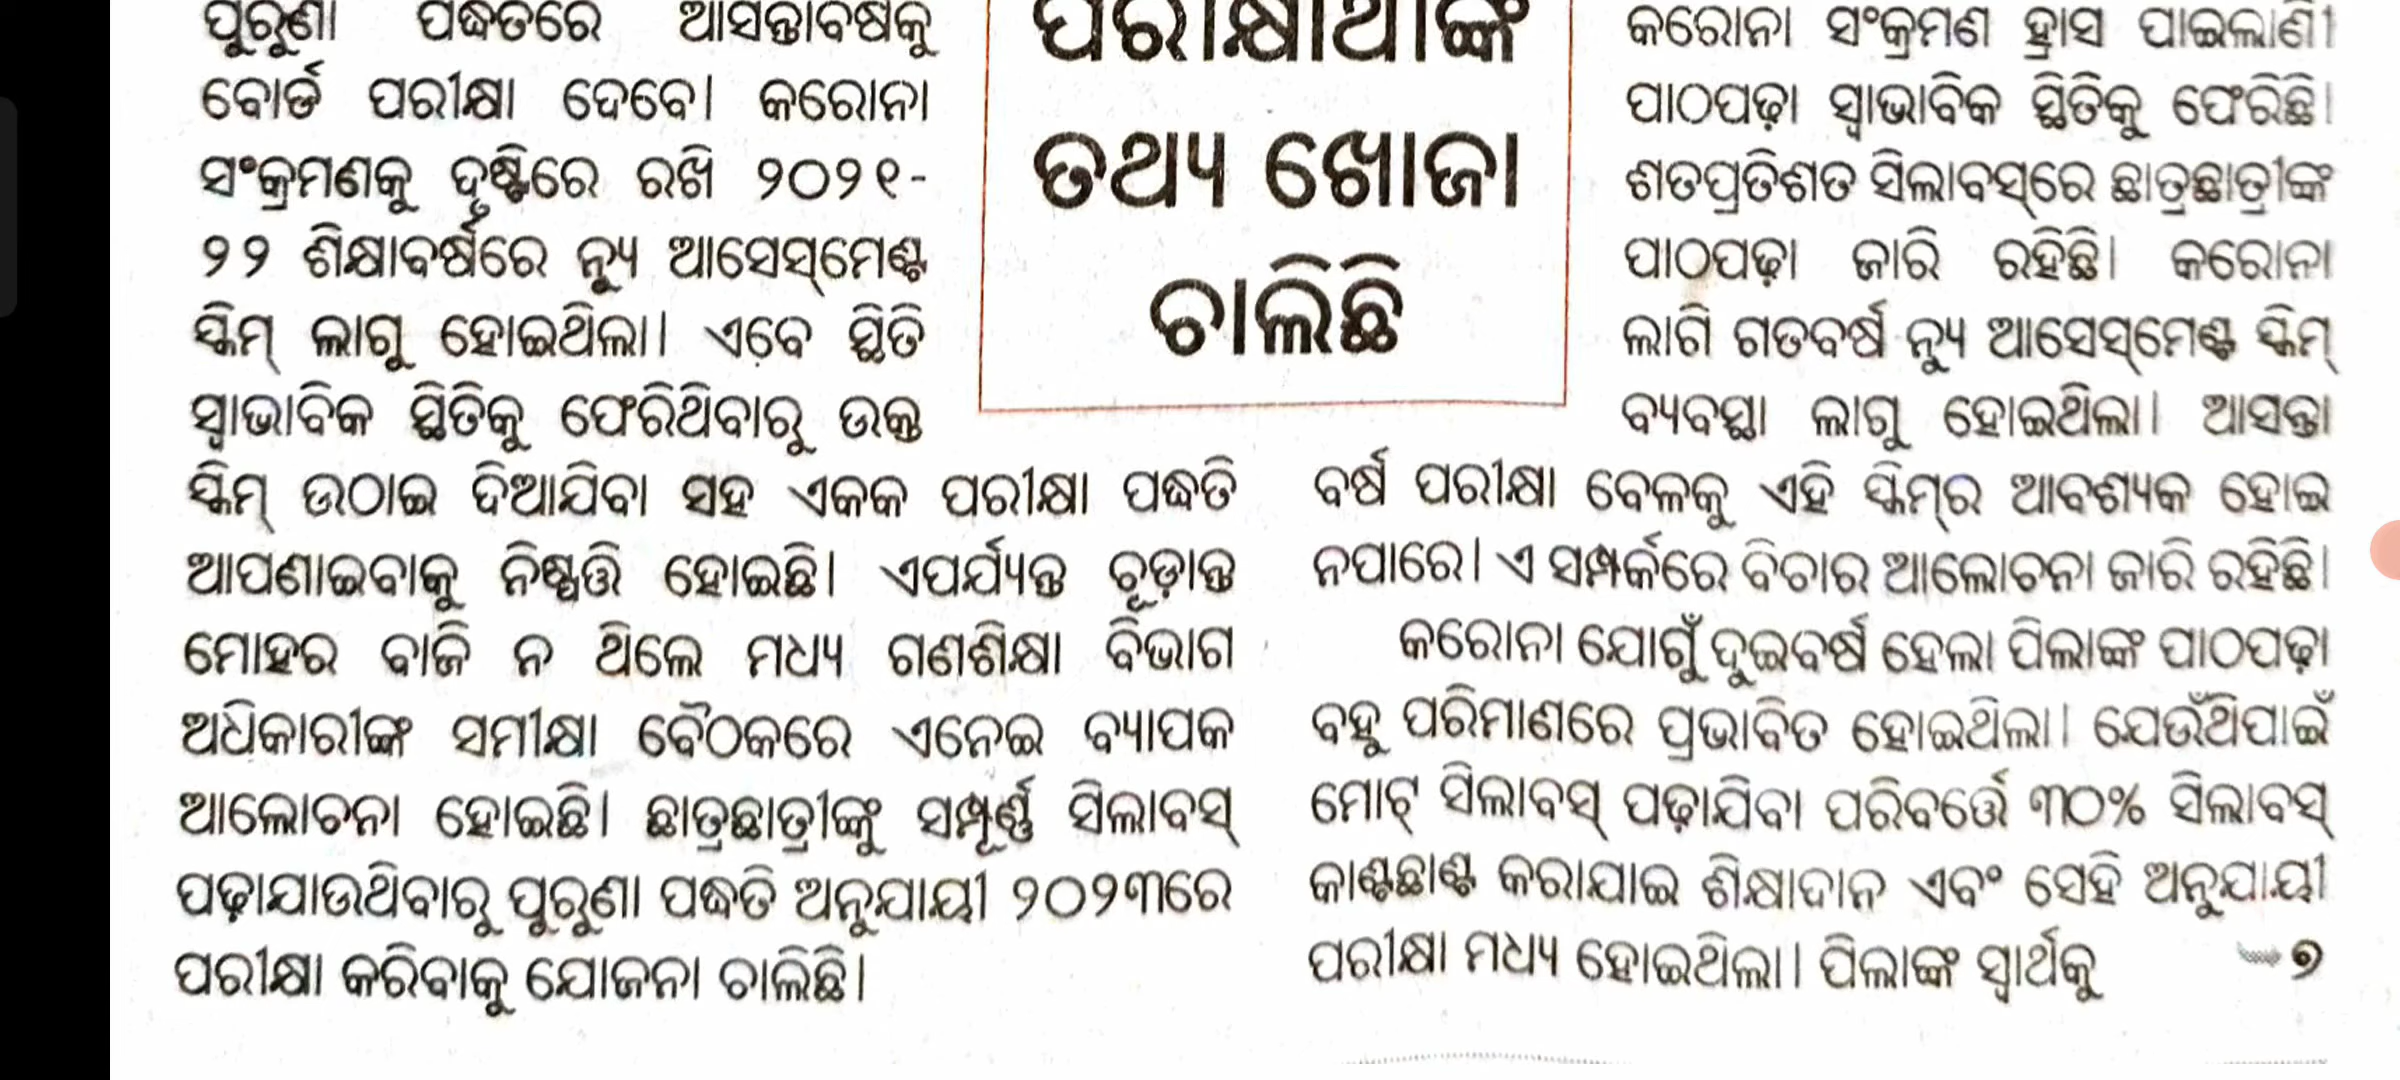 ପୁରୁଣା ପଦ୍ଧତିରେ ଆସନ୍ତାବର୍ଷକୁ
ବୋର୍ଡ ପରୀକ୍ଷା ଦେବେ। କରୋନା
ସଂକ୍ରମଣକୁ ଦୃଷ୍ଟିରେ ରଖି ୨୦୨୧-
୨୨ ଶିକ୍ଷାବର୍ଷରେ ନ୍ୟୁ ଆସେସ୍‌ମେଣ୍ଟ
ସ୍କିମ୍ ଲାଗୁ ହୋଇଥିଲା। ଏବେ ସ୍ଥିତି
ସ୍ୱାଭାବିକ ସ୍ଥିତିକୁ ଫେରିଥିବାରୁ ଉକ୍ତ
ସ୍କିମ୍ ଉଠାଇ ଦିଆଯିବା ସହ ଏକକ ପରୀକ୍ଷା ପଦ୍ଧତି
ଆପଣାଇବାକୁ ନିଷ୍ପତ୍ତି ହୋଇଛି। ଏପର୍ଯ୍ୟନ୍ତ ଚୂଡ଼ାନ୍ତ
ମୋହର ବାଜି ନ ଥିଲେ ମଧ୍ୟ ଗଣଶିକ୍ଷା ବିଭାଗ
ଅଧିକାରୀଙ୍କ ସମୀକ୍ଷା ବୈଠକରେ ଏନେଇ ବ୍ୟାପକ
ଆଲୋଚନା ହୋଇଛି। ଛାତ୍ରଛାତ୍ରୀଙ୍କୁ ସମ୍ପୂର୍ଣ୍ଣ ସିଲାବସ୍
ପଢ଼ାଯାଉଥିବାରୁ ପୁରୁଣା ପଦ୍ଧତି ଅନୁଯାୟୀ ୨୦୨୩ରେ
ପରୀକ୍ଷା କରିବାକୁ ଯୋଜନା ଚାଲିଛି।
ପରୀକ୍ଷାର୍ଥୀଙ୍କ
ତଥ୍ୟ ଖୋଜା
ଚାଲିଛି
କରୋନା ସଂକ୍ରମଣ ହ୍ରାସ ପାଇଲାଣି।
ପାଠପଢ଼ା ସ୍ୱାଭାବିକ ସ୍ଥିତିକୁ ଫେରିଛି।
ଶତପ୍ରତିଶତ ସିଲାବସ୍‌ରେ ଛାତ୍ରଛାତ୍ରୀଙ୍କ
ପାଠପଢ଼ା ଜାରି ରହିଛି। କରୋନା
ଲାଗି ଗତବର୍ଷ ନ୍ୟୁ ଆସେସ୍‌ମେଣ୍ଟ ସ୍କିମ୍
ବ୍ୟବସ୍ଥା ଲାଗୁ ହୋଇଥିଲା। ଆସନ୍ତା
ବର୍ଷ ପରୀକ୍ଷା ବେଳକୁ ଏହି ସ୍କିମ୍‌ର ଆବଶ୍ୟକ ହୋଇ
ନପାରେ। ଏ ସମ୍ପର୍କରେ ବିଚାର ଆଲୋଚନା ଜାରି ରହିଛି।
କରୋନା ଯୋଗୁଁ ଦୁଇବର୍ଷ ହେଲା ପିଲାଙ୍କ ପାଠପଢ଼ା
ବହୁ ପରିମାଣରେ ପ୍ରଭାବିତ ହୋଇଥିଲା। ଯେଉଁଥିପାଇଁ
ମୋଟ୍ ସିଲାବସ୍ ପଢ଼ାଯିବା ପରିବର୍ତ୍ତେ ୩୦% ସିଲାବସ୍
କାଣ୍ଟଛାଣ୍ଟ କରାଯାଇ ଶିକ୍ଷାଦାନ ଏବଂ ସେହି ଅନୁଯାୟୀ
ପରୀକ୍ଷା ମଧ୍ୟ ହୋଇଥିଲା। ପିଲାଙ୍କ ସ୍ୱାର୍ଥକୁ ୭